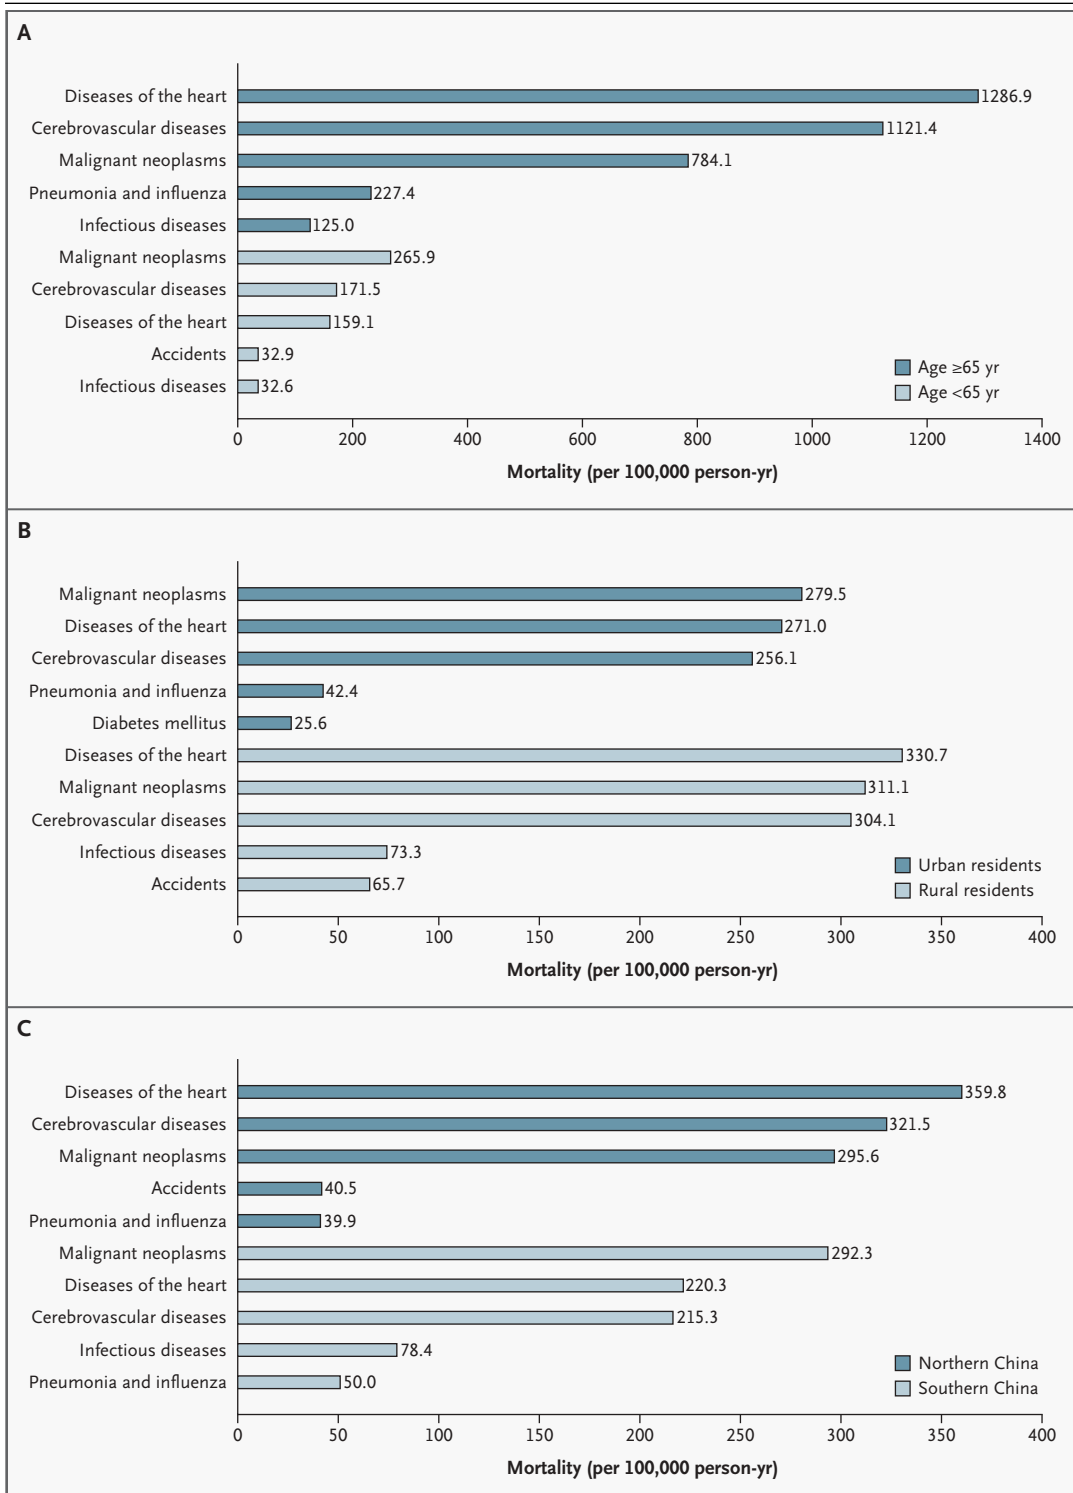 A
Diseases of the heart 1286.9
Cerebrovascular diseases 1121.4
Malignant neoplasms 784.1
Pneumonia and influenza 227.4
Infectious diseases 125.0
Malignant neoplasms 265.9
Cerebrovascular diseases 171.5
Diseases of the heart 159.1
Accidents 32.9
Infectious diseases 32.6
Age ≥65 yr
Age <65 yr
0 200 400 600 800 1000 1200 1400
Mortality (per 100,000 person-yr)
B
Malignant neoplasms 279.5
Diseases of the heart 271.0
Cerebrovascular diseases 256.1
Pneumonia and influenza 42.4
Diabetes mellitus 25.6
Diseases of the heart 330.7
Malignant neoplasms 311.1
Cerebrovascular diseases 304.1
Infectious diseases 73.3
Accidents 65.7
Urban residents
Rural residents
0 50 100 150 200 250 300 350 400
Mortality (per 100,000 person-yr)
C
Diseases of the heart 359.8
Cerebrovascular diseases 321.5
Malignant neoplasms 295.6
Accidents 40.5
Pneumonia and influenza 39.9
Malignant neoplasms 292.3
Diseases of the heart 220.3
Cerebrovascular diseases 215.3
Infectious diseases 78.4
Pneumonia and influenza 50.0
Northern China
Southern China
0 50 100 150 200 250 300 350 400
Mortality (per 100,000 person-yr)